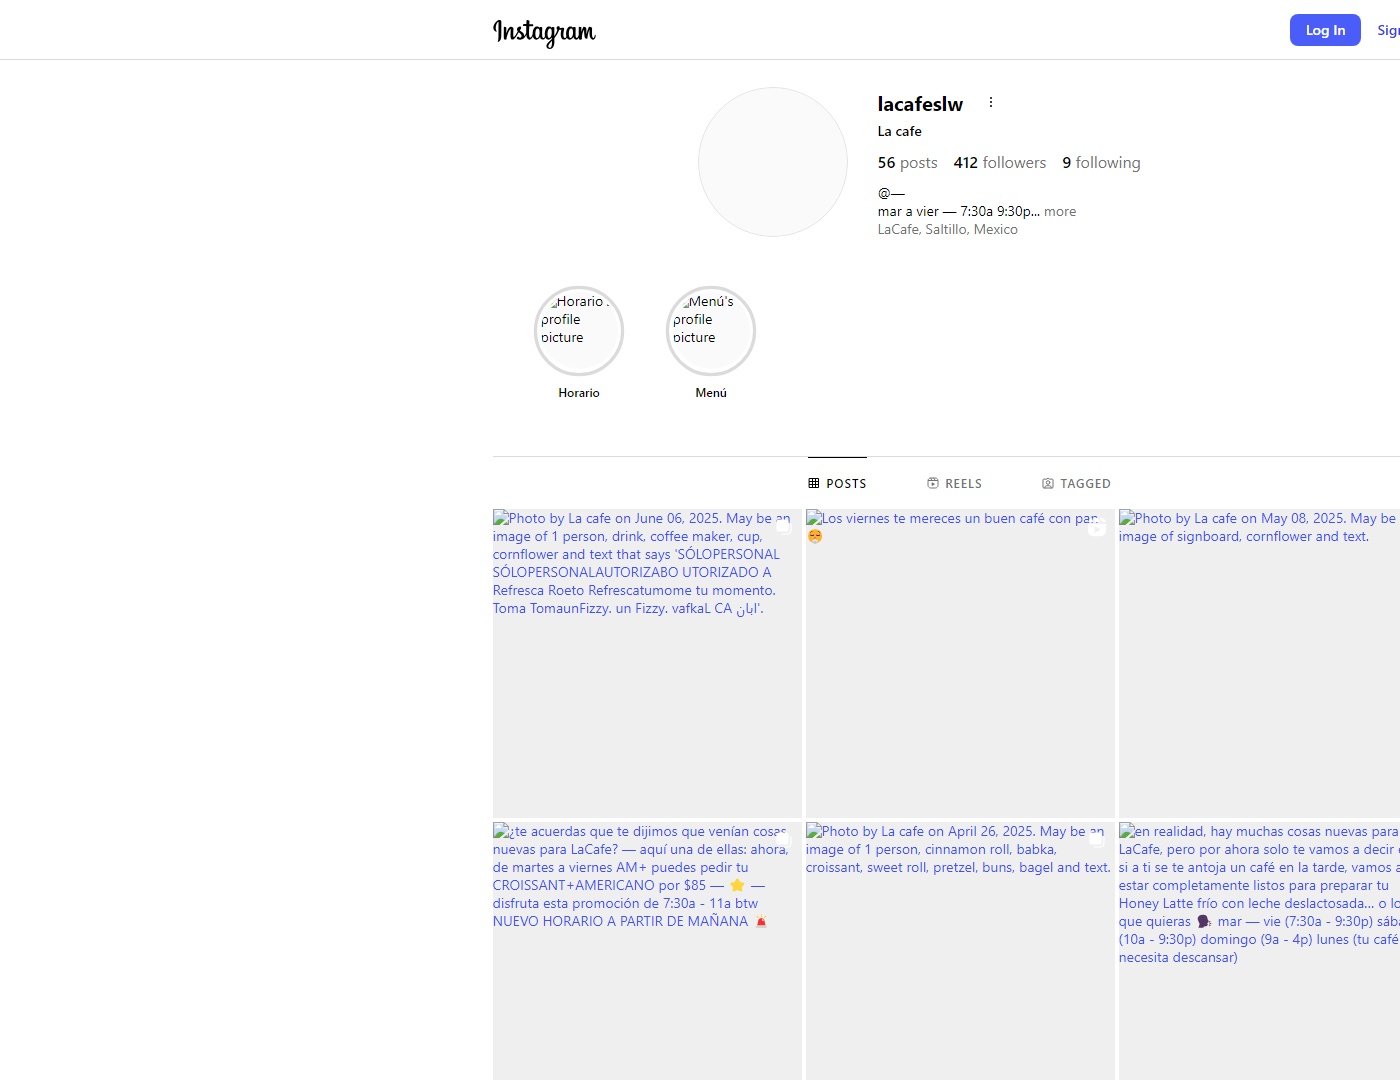 Instagram
Log In
lacafeslw
La cafe
56 posts 412 followers 9 following
@—
mar a vier — 7:30a 9:30p... more
LaCafe, Saltillo, Mexico
Horario
profile
picture
Menú's
profile
picture
Horario
Menú
POSTS
REELS
TAGGED
Photo by La cafe on June 06, 2025. May be an
image of 1 person, drink, coffee maker, cup,
cornflower and text that says 'SÓLOPERSONAL
SÓLOPERSONALAUTORIZABO UTORIZADO A
Refresca Roeto Refrescatumome tu momento.
Toma TomaunFizzy. un Fizzy. vafkaL CA ابان'.
Los viernes te mereces un buen café con pan
😋
Photo by La cafe on May 08, 2025. May be
image of signboard, cornflower and text.
¿te acuerdas que te dijimos que venían cosas
nuevas para LaCafe? — aquí una de ellas: ahora,
de martes a viernes AM+ puedes pedir tu
CROISSANT+AMERICANO por $85 — ⭐ —
disfruta esta promoción de 7:30a - 11a btw
NUEVO HORARIO A PARTIR DE MAÑANA 🚨
Photo by La cafe on April 26, 2025. May be an
image of 1 person, cinnamon roll, babka,
croissant, sweet roll, pretzel, buns, bagel and text.
en realidad, hay muchas cosas nuevas para
LaCafe, pero por ahora solo te vamos a decir
si a ti se te antoja un café en la tarde, vamos a
estar completamente listos para preparar tu
Honey Latte frío con leche deslactosada... o lo
que quieras 🗣 mar — vie (7:30a - 9:30p)
(10a - 9:30p) domingo (9a - 4p) lunes (tu café
necesita descansar)